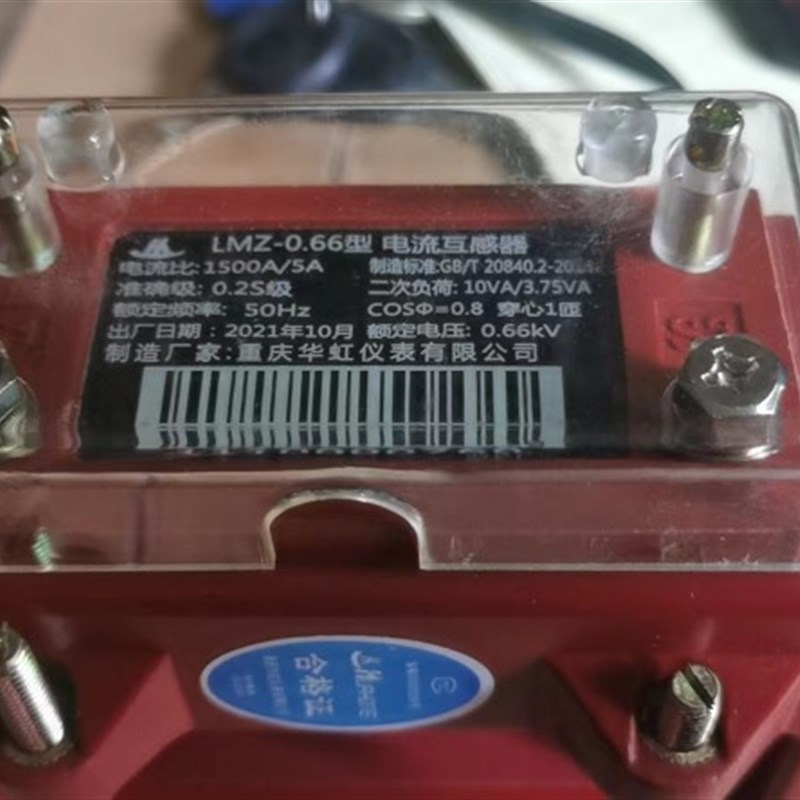 LMZ-0.66型 电流互感器
电流比: 1500A/5A 制造标准:GB/T 20840.2-
准确级: 0.2S级 二次负荷: 10VA/3.75VA
额定频率: 50Hz COSΦ=0.8 穿心1匝
出厂日期: 2021年10月 额定电压: 0.66kV
制造厂家:重庆华虹仪表有限公司
合格证